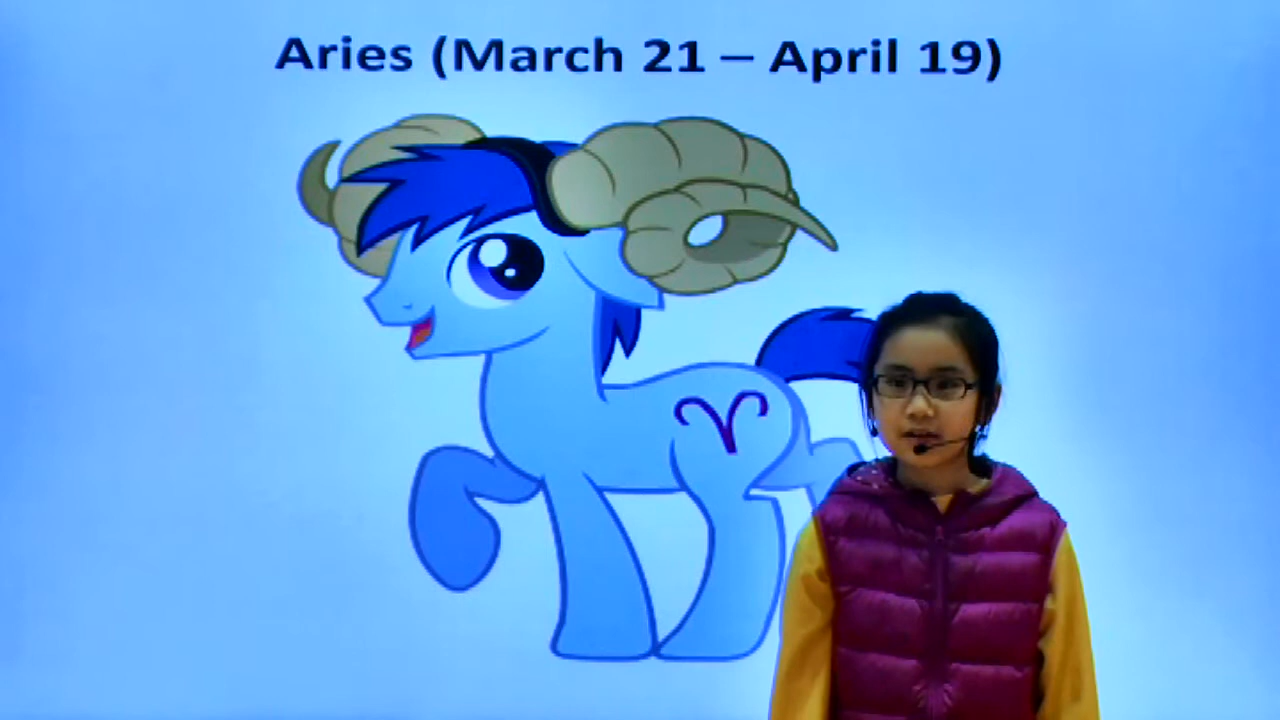 Aries (March 21 – April 19)